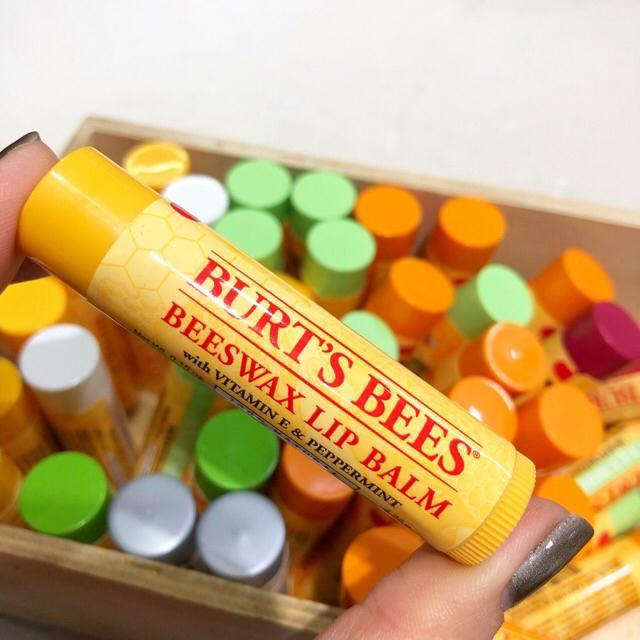 BURT'S BEES®
BEESWAX LIP BALM
with VITAMIN E & PEPPERMINT